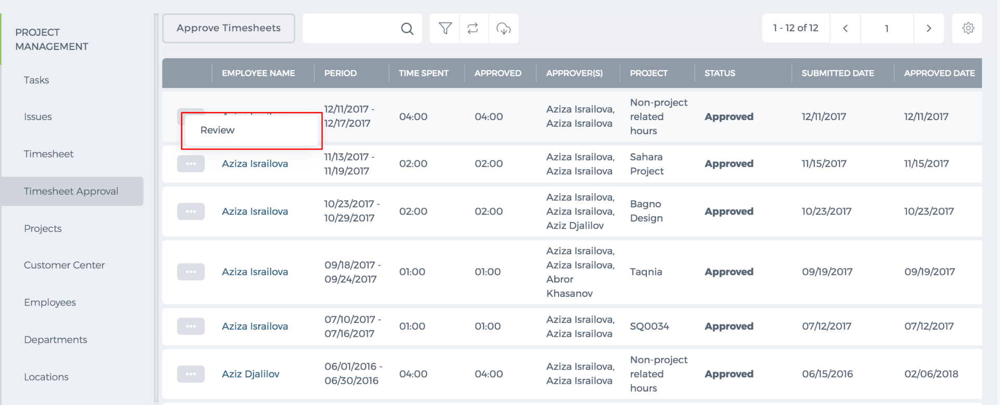 PROJECT
MANAGEMENT
Tasks
Issues
Timesheet
Timesheet Approval
Projects
Customer Center
Employees
Departments
Locations
Approve Timesheets
1 - 12 of 12
1
EMPLOYEE NAME PERIOD TIME SPENT APPROVED APPROVER(S) PROJECT STATUS SUBMITTED DATE APPROVED DATE
Review
12/11/2017 -
12/17/2017
04:00
04:00
Aziza Israilova,
Aziza Israilova
Non-project
related
hours
Approved
12/11/2017
12/11/2017
Aziza Israilova
11/13/2017 -
11/19/2017
02:00
02:00
Aziza Israilova,
Aziza Israilova
Sahara
Project
Approved
11/15/2017
11/15/2017
Aziza Israilova
10/23/2017 -
10/29/2017
02:00
02:00
Aziza Israilova,
Aziza Israilova,
Aziz Djalilov
Bagno
Design
Approved
10/23/2017
10/23/2017
Aziza Israilova
09/18/2017 -
09/24/2017
01:00
01:00
Aziza Israilova,
Aziza Israilova,
Abror
Khasanov
Taqnia
Approved
09/19/2017
09/19/2017
Aziza Israilova
07/10/2017 -
07/16/2017
01:00
01:00
Aziza Israilova,
Aziza Israilova
SQ0034
Approved
07/12/2017
07/12/2017
Aziz Djalilov
06/01/2016 -
06/30/2016
04:00
04:00
Aziza Israilova,
Aziza Israilova
Non-project
related
hours
Approved
06/15/2016
02/06/2018